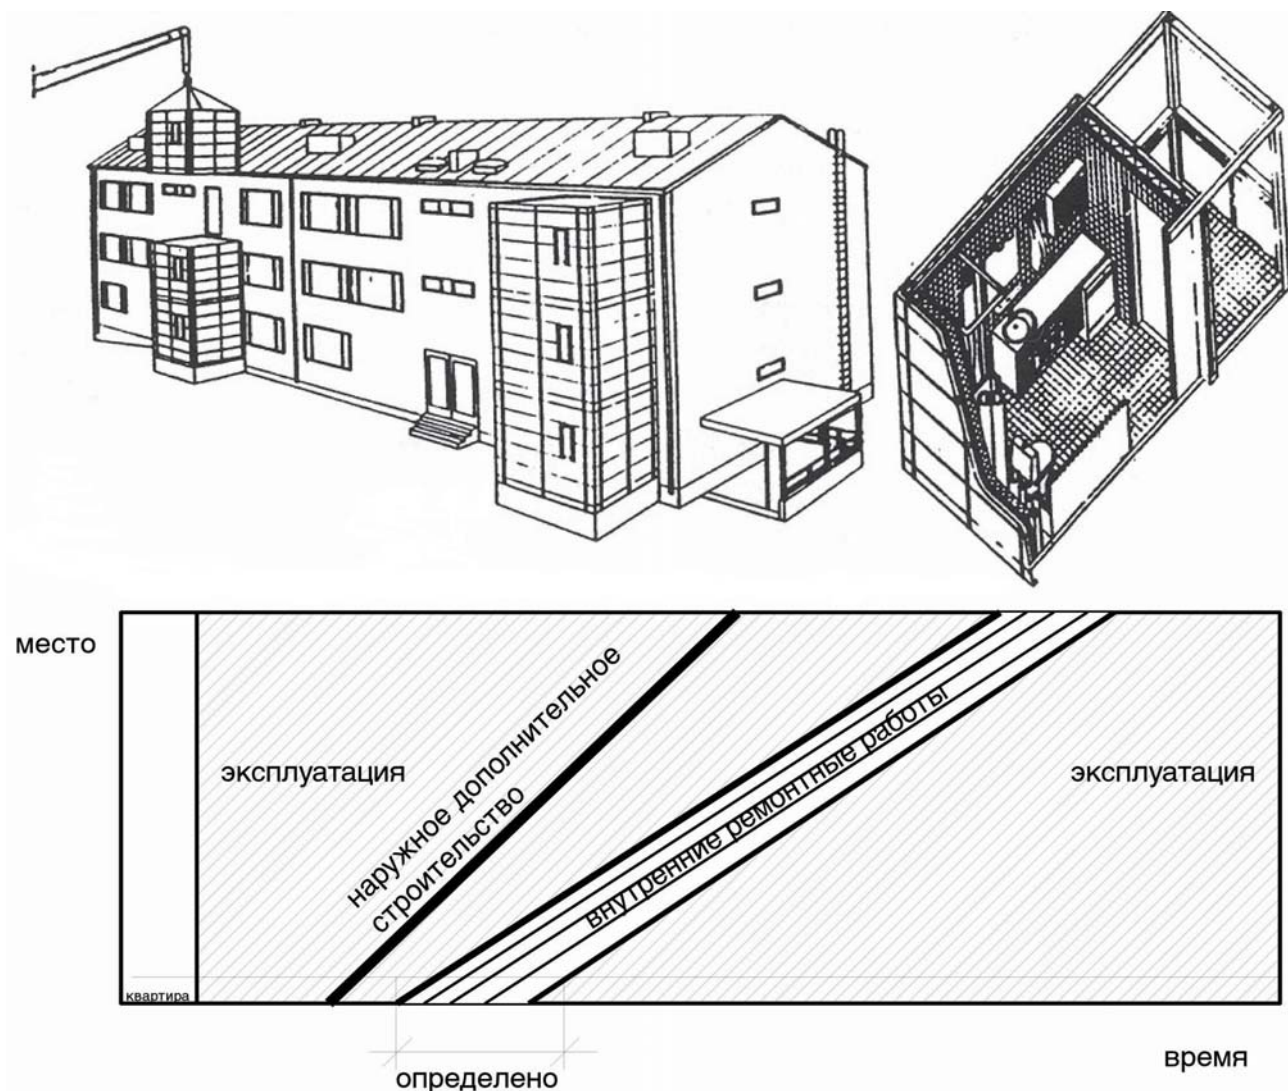 место
наружное дополнительное
строительство
эксплуатация
внутренние ремонтные работы
эксплуатация
квартира
определено
время